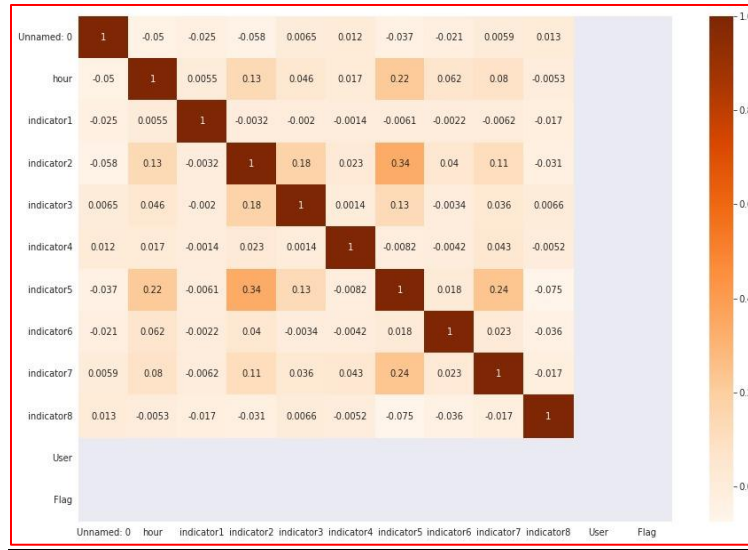 Unnamed: 0 1 -0.05 -0.025 -0.058 0.0065 0.012 -0.037 -0.021 0.0059 0.013
hour -0.05 1 0.0055 0.13 0.046 0.017 0.22 0.062 0.08 -0.0053
indicator1 -0.025 0.0055 1 -0.0032 -0.002 -0.0014 -0.0061 -0.0022 -0.0062 -0.017
indicator2 -0.058 0.13 -0.0032 1 0.18 0.023 0.34 0.04 0.11 -0.031
indicator3 0.0065 0.046 -0.002 0.18 1 0.0014 0.13 -0.0034 0.036 0.0066
indicator4 0.012 0.017 -0.0014 0.023 0.0014 1 -0.0082 -0.0042 0.043 -0.0052
indicator5 -0.037 0.22 -0.0061 0.34 0.13 -0.0082 1 0.018 0.24 -0.075
indicator6 -0.021 0.062 -0.0022 0.04 -0.0034 -0.0042 0.018 1 0.023 -0.036
indicator7 0.0059 0.08 -0.0062 0.11 0.036 0.043 0.24 0.023 1 -0.017
indicator8 0.013 -0.0053 -0.017 -0.031 0.0066 -0.0052 -0.075 -0.036 -0.017 1
User
Flag
Unnamed: 0 hour indicator1 indicator2 indicator3 indicator4 indicator5 indicator6 indicator7 indicator8 User Flag